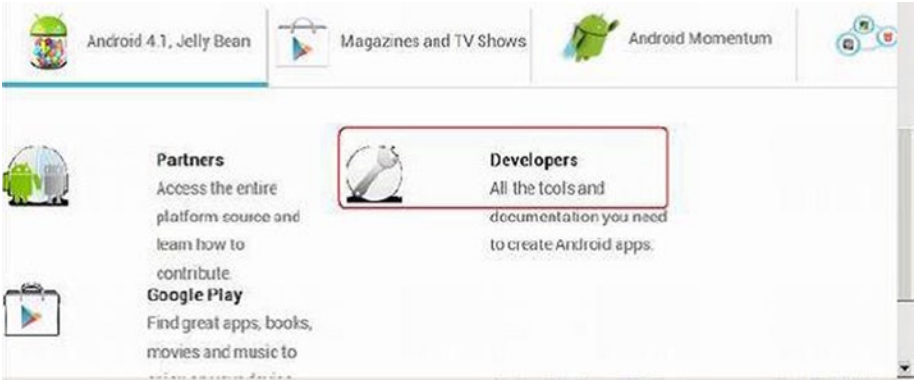 Android 4.1, Jelly Bean
Magazines and TV Shows
Android Momentum
Partners
Access the entire
platform source and
learn how to
contribute.
Developers
All the tools and
documentation you need
to create Android apps.
Google Play
Find great apps, books,
movies and music to